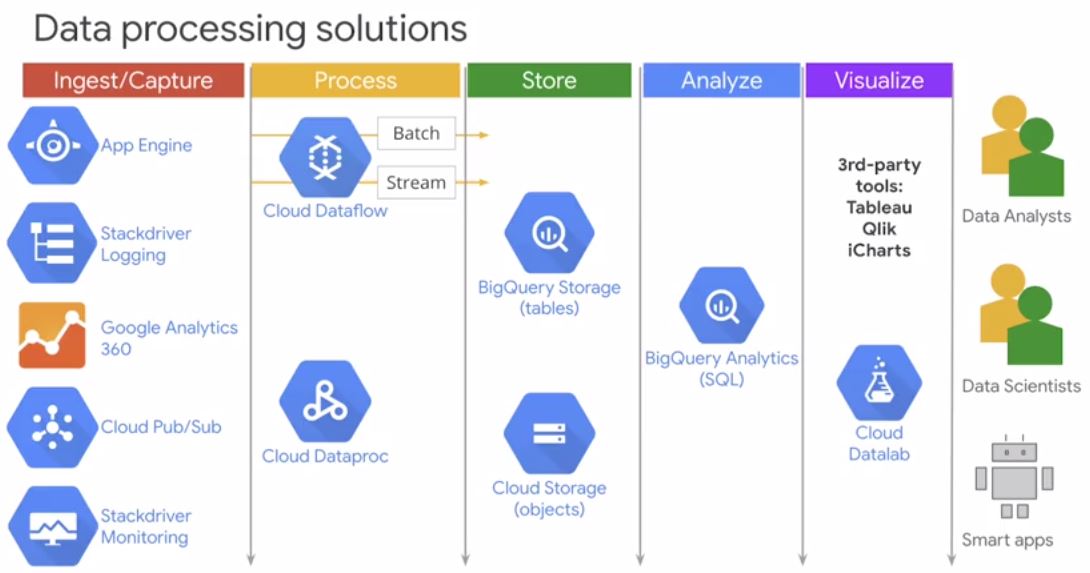 Data processing solutions
Ingest/Capture
Process
Store
Analyze
Visualize
App Engine
Stackdriver
Logging
Google Analytics
360
Cloud Pub/Sub
Stackdriver
Monitoring
Batch
Stream
Cloud Dataflow
Cloud Dataproc
BigQuery Storage
(tables)
Cloud Storage
(objects)
BigQuery Analytics
(SQL)
3rd-party
tools:
Tableau
Qlik
iCharts
Cloud
Datalab
Data Analysts
Data Scientists
Smart apps